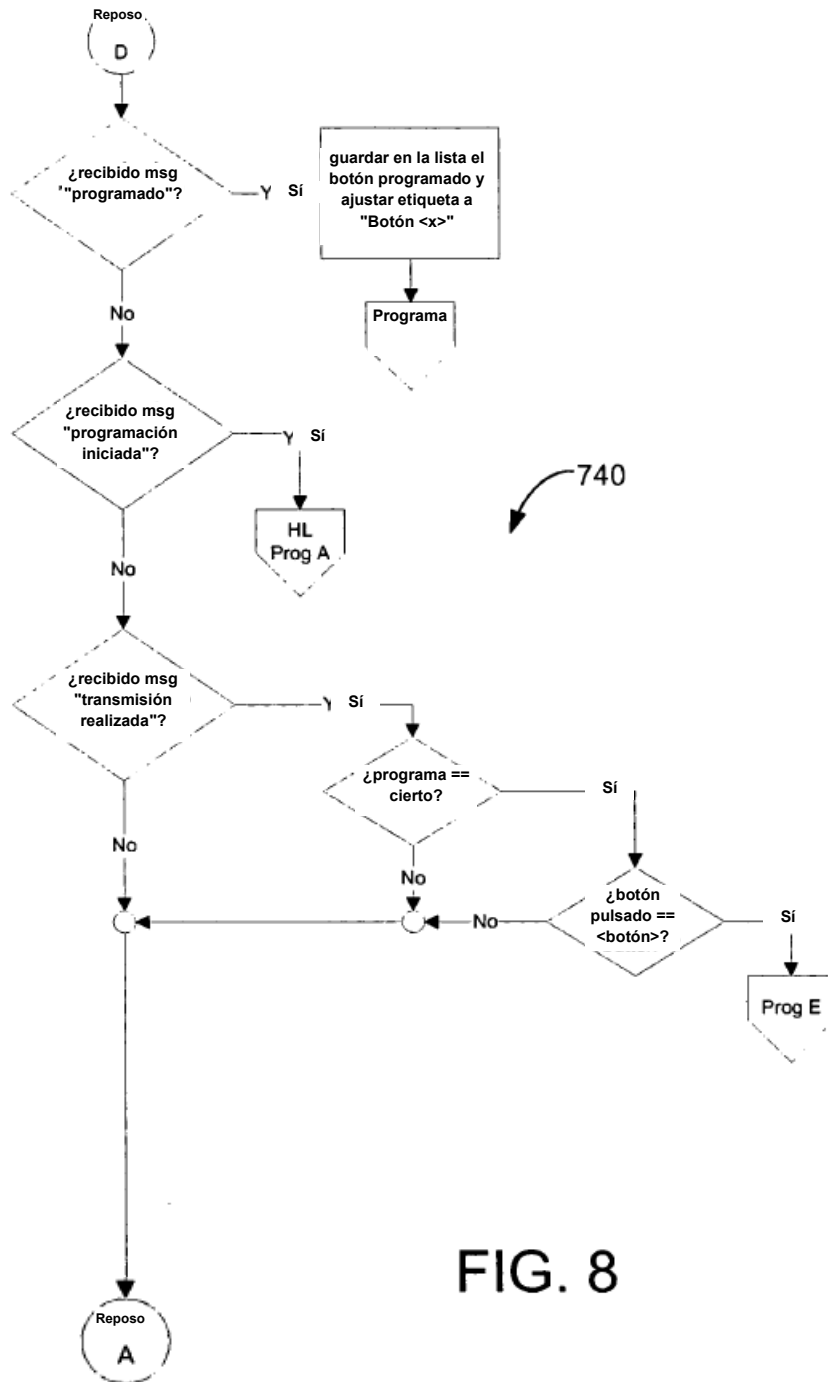 Reposo
D
¿recibido msg
"programado"?
Y Sí
guardar en la lista el
botón programado y
ajustar etiqueta a
"Botón <x>"
Programa
No
¿recibido msg
"programación
iniciada"?
Y Sí
HL
Prog A
740
No
¿recibido msg
"transmisión
realizada"?
Y Sí
¿programa ==
cierto?
Sí
No
No
¿botón
pulsado ==
<botón>?
No
Sí
Prog E
Reposo
A
FIG. 8